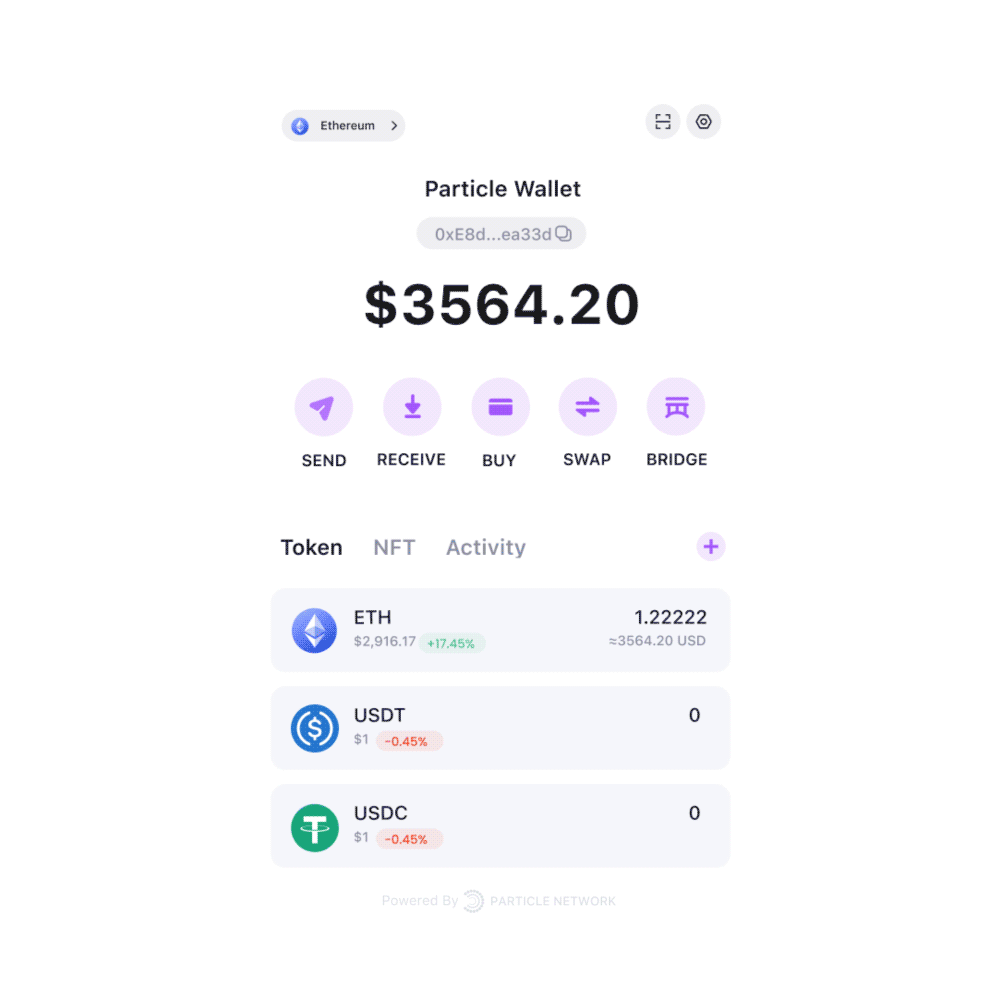 Ethereum
Particle Wallet
0xE8d...ea33d
$3564.20
SEND RECEIVE BUY SWAP BRIDGE
Token NFT Activity
ETH 1.22222
$2,916.17 +17.45% ≈3564.20 USD
USDT 0
$1 -0.45%
USDC 0
$1 -0.45%
Powered By PARTICLE NETWORK